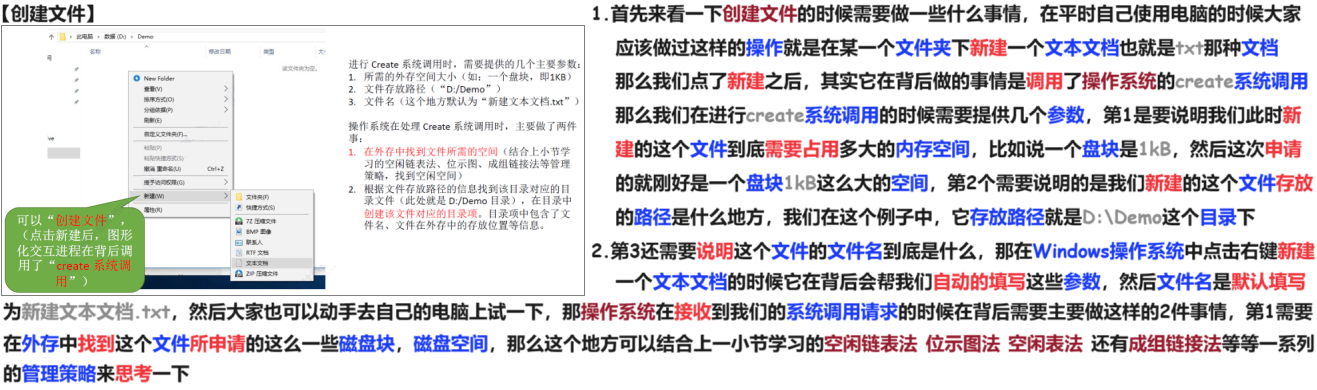 【创建文件】
此电脑 > 数据 (D:) > Demo
名称
修改日期
类型
该文件夹为空。
New Folder
查看(V)
排序方式(O)
分组依据(P)
刷新(E)
自定义文件夹(F)...
粘贴(P)
粘贴快捷方式(S)
撤消 重命名(U) Ctrl+Z
授予访问权限(G)
新建(W)
属性(R)
文件夹(F)
快捷方式(S)
7Z 压缩文件
BMP 图像
联系人
RTF 文档
文本文档
ZIP 压缩文件
可以“创建文件”，
（点击新建后，图形
化交互进程在背后调
用了“create 系统调
用”）
进行 Create 系统调用时，需要提供的几个主要参数：
1. 所需的外存空间大小（如：一个盘块，即1KB）
2. 文件存放路径（“D:/Demo”）
3. 文件名（这个地方默认为“新建文本文档.txt”）
操作系统在处理 Create 系统调用时，主要做了两件
事：
1. 在外存中找到文件所需的空间（结合上小节学
习的空闲链表法、位示图、成组链接法等管理
策略，找到空闲空间）
2. 根据文件存放路径的信息找到该目录对应的目
录文件（此处就是 D:/Demo 目录），在目录中
创建该文件对应的目录项。目录项中包含了文
件名、文件在外存中的存放位置等信息。
1.首先来看一下创建文件的时候需要做一些什么事情，在平时自己使用电脑的时候大家
应该做过这样的操作就是在某一个文件夹下新建一个文本文档也就是txt那种文档
那么我们点了新建之后，其实它在背后做的事情是调用了操作系统的create系统调用
那么我们在进行create系统调用的时候需要提供几个参数，第1是要说明我们此时新
建的这个文件到底需要占用多大的内存空间，比如说一个盘块是1kB，然后这次申请
的就刚好是一个盘块1kB这么大的空间，第2个需要说明的是我们新建的这个文件存放
的路径是什么地方，我们在这个例子中，它存放路径就是D:\Demo这个目录下
2.第3还需要说明这个文件的文件名到底是什么，那在Windows操作系统中点击右键新建
一个文本文档的时候它在背后会帮我们自动的填写这些参数，然后文件名是默认填写
为新建文本文档.txt，然后大家也可以动手去自己的电脑上试一下，那操作系统在接收到我们的系统调用请求的时候在背后需要主要做这样的2件事情，第1需要
在外存中找到这个文件所申请的这么一些磁盘块，磁盘空间，那么这个地方可以结合上一小节学习的空闲链表法 位示图法 空闲表法 还有成组链接法等等一系列
的管理策略来思考一下